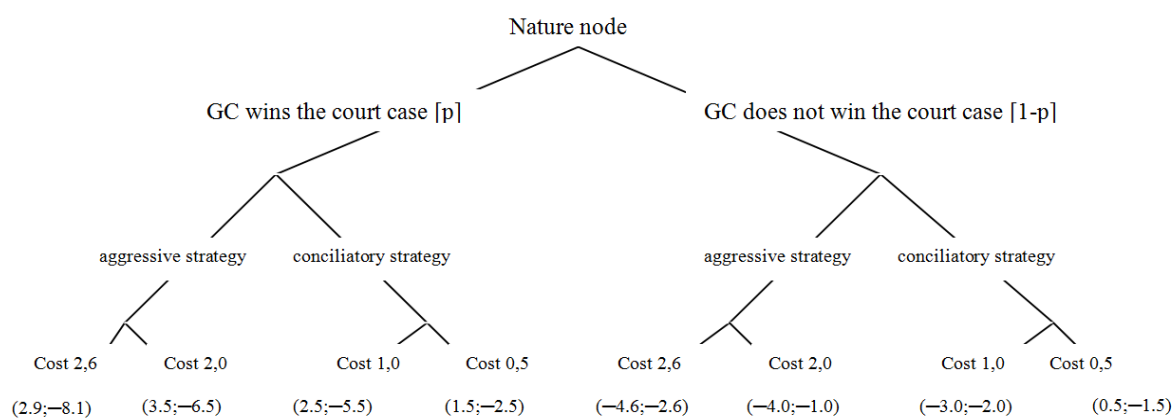 Nature node
GC wins the court case [p]
GC does not win the court case [1-p]
aggressive strategy
conciliatory strategy
aggressive strategy
conciliatory strategy
Cost 2,6
Cost 2,0
Cost 1,0
Cost 0,5
Cost 2,6
Cost 2,0
Cost 1,0
Cost 0,5
(2.9;−8.1)
(3.5;−6.5)
(2.5;−5.5)
(1.5;−2.5)
(−4.6;−2.6)
(−4.0;−1.0)
(−3.0;−2.0)
(0.5;−1.5)